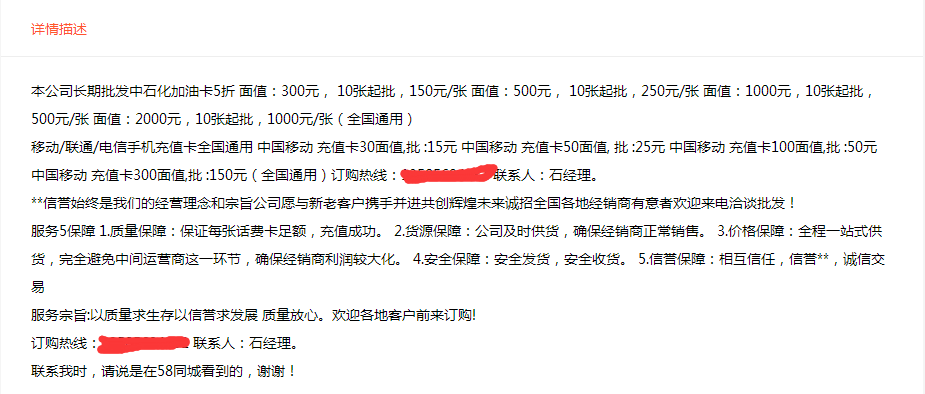 详情描述
本公司长期批发中石化加油卡5折 面值：300元， 10张起批，150元/张 面值：500元， 10张起批，250元/张 面值：1000元，10张起批，
500元/张 面值：2000元，10张起批，1000元/张（全国通用）
移动/联通/电信手机充值卡全国通用 中国移动 充值卡30面值,批 :15元 中国移动 充值卡50面值, 批 :25元 中国移动 充值卡100面值,批 :50元
中国移动 充值卡300面值,批 :150元（全国通用）订购热线： 联系人：石经理。
**信誉始终是我们的经营理念和宗旨公司愿与新老客户携手并进共创辉煌未来诚招全国各地经销商有意者欢迎来电洽谈批发！
服务5保障 1.质量保障：保证每张话费卡足额，充值成功。 2.货源保障：公司及时供货，确保经销商正常销售。 3.价格保障：全程一站式供
货，完全避免中间运营商这一环节，确保经销商利润较大化。 4.安全保障：安全发货，安全收货。 5.信誉保障：相互信任，信誉**，诚信交
易
服务宗旨:以质量求生存以信誉求发展 质量放心。欢迎各地客户前来订购!
订购热线： 联系人：石经理。
联系我时，请说是在58同城看到的，谢谢！